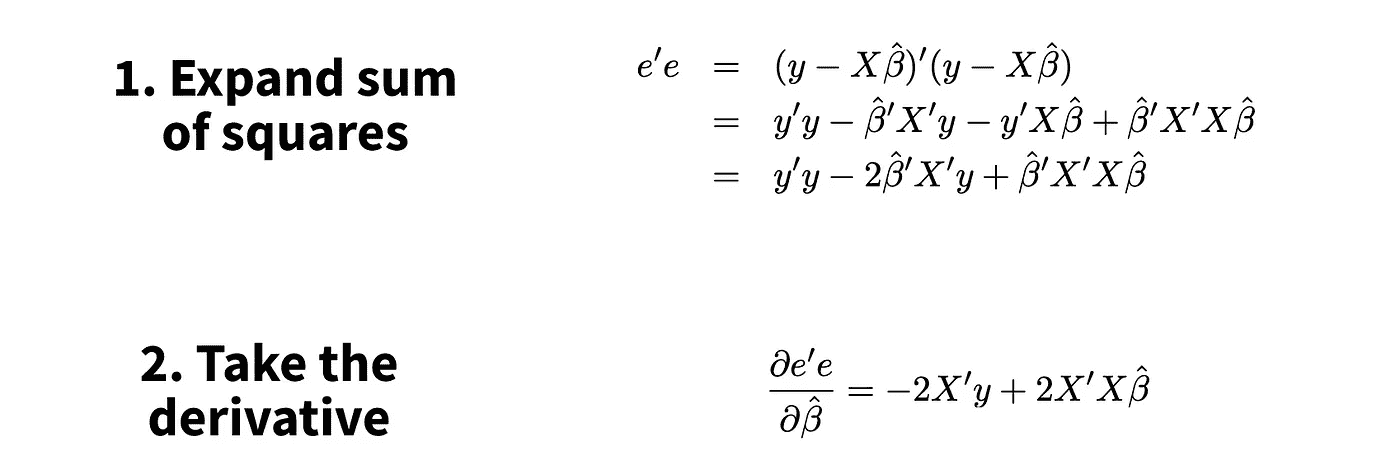 1. Expand sum
of squares
e′e = (y − Xβ̂)′(y − Xβ̂)
= y′y − β̂′X′y − y′Xβ̂ + β̂′X′Xβ̂
= y′y − 2β̂′X′y + β̂′X′Xβ̂
2. Take the
derivative
∂e′e/∂β̂ = −2X′y + 2X′Xβ̂